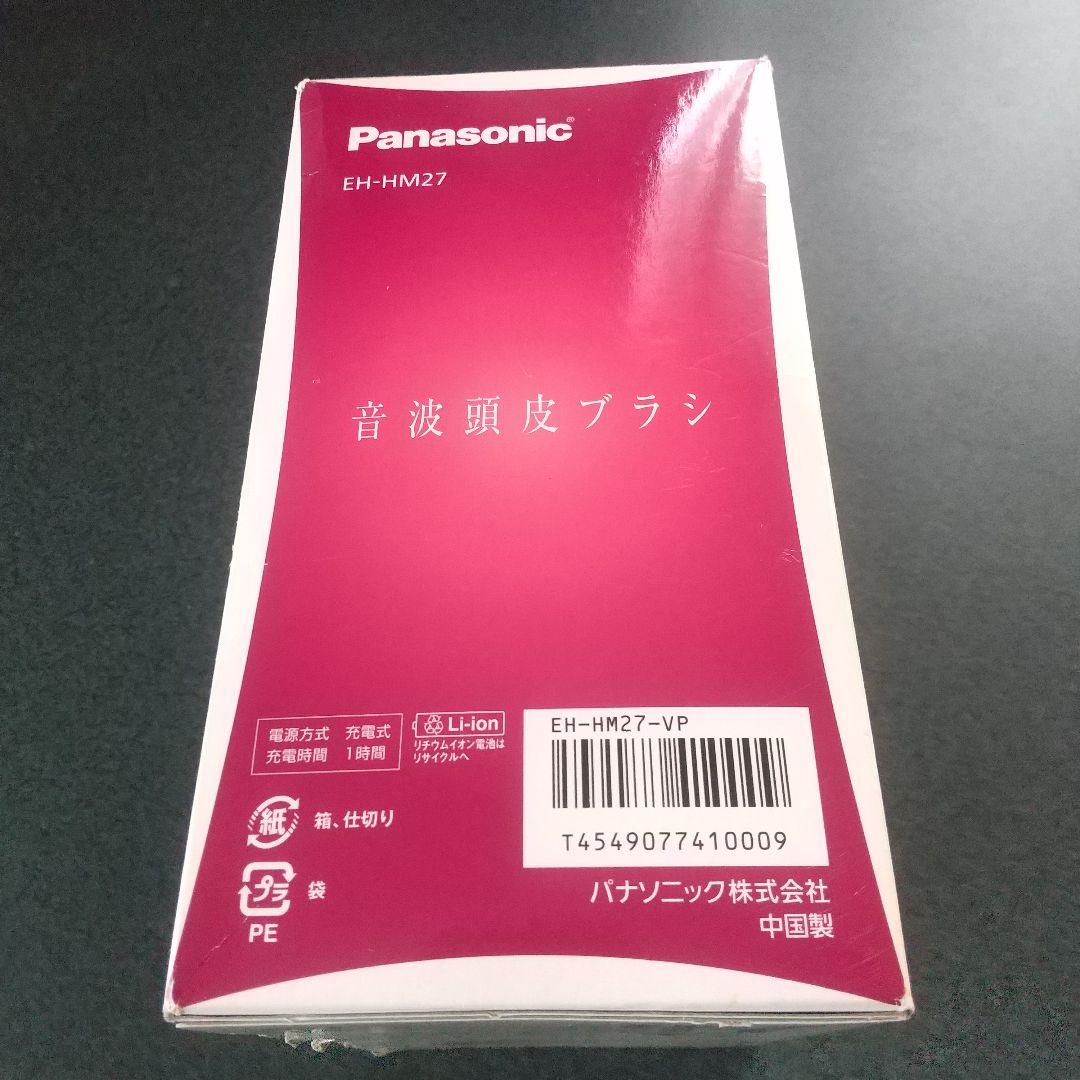 Panasonic®
EH-HM27
音波頭皮ブラシ
電源方式 充電式
充電時間 1時間
Li-ion
リチウムイオン電池は
リサイクルへ
紙 箱、仕切り
プラ 袋
PE
EH-HM27-VP
T4549077410009
パナソニック株式会社
中国製